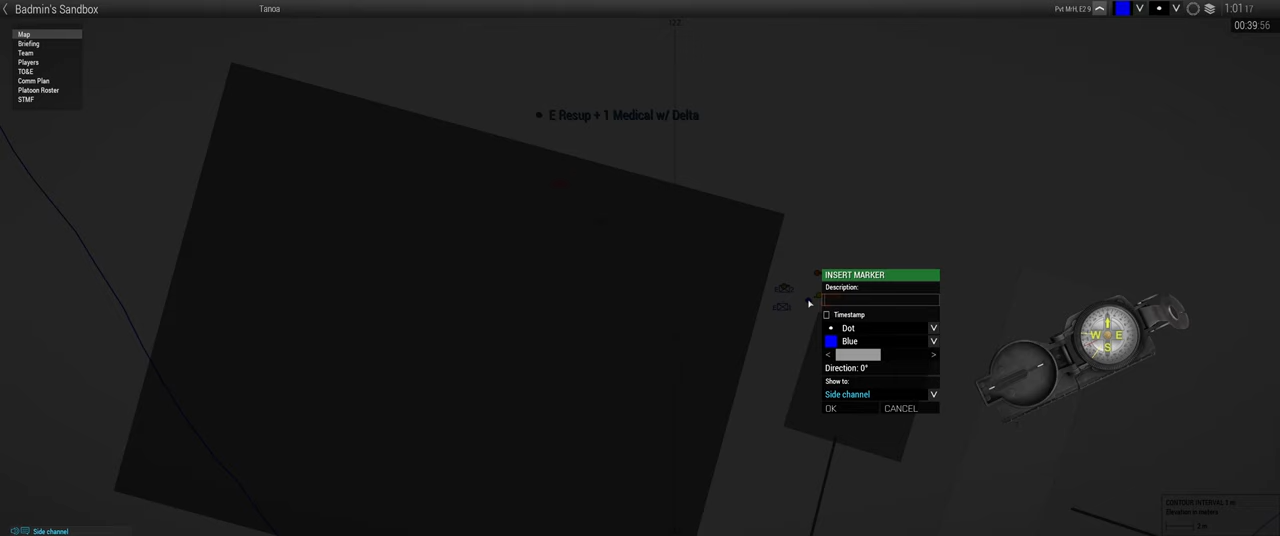 Badmin's Sandbox
Tanoa
Pvt MrH, E2.9
1:01 17
00:39:56
Map
Briefing
Team
Players
TO&E
Comm Plan
Platoon Roster
STMF
E Resup + 1 Medical w/ Delta
INSERT MARKER
Description:
Timestamp
Dot
Blue
< >
Direction: 0°
Show to:
Side channel
OK CANCEL
W E
S
CONTOUR INTERVAL 1 m
Elevation in meters
2 m
Side channel